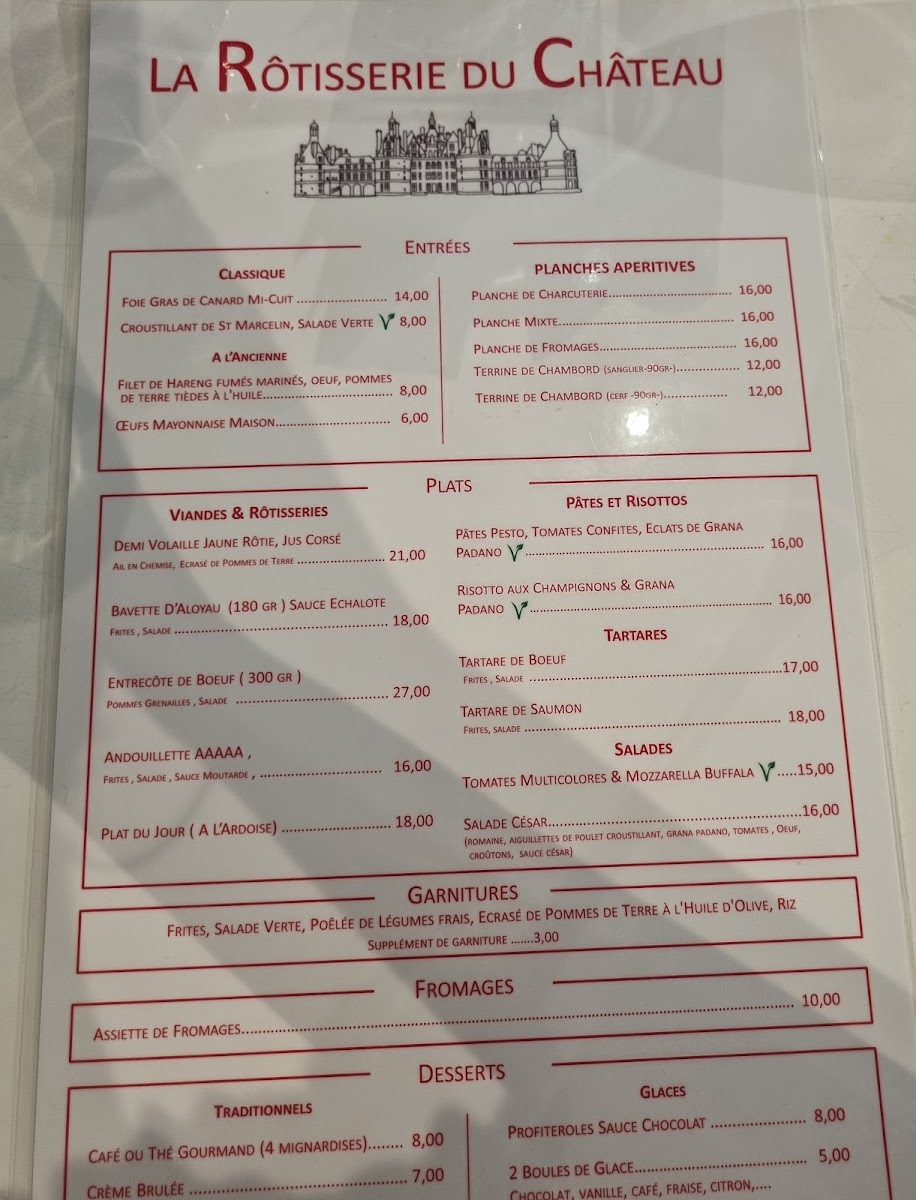 LA RÔTISSERIE DU CHÂTEAU
ENTRÉES
CLASSIQUE
FOIE GRAS DE CANARD MI-CUIT ........................ 14,00
CROUSTILLANT DE ST MARCELIN, SALADE VERTE 8,00
A L'ANCIENNE
FILET DE HARENG FUMÉS MARINÉS, OEUF, POMMES
DE TERRE TIÈDES À L'HUILE.................................. 8,00
ŒUFS MAYONNAISE MAISON.............................. 6,00
PLANCHES APERITIVES
PLANCHE DE CHARCUTERIE................................ 16,00
PLANCHE MIXTE.............................................. 16,00
PLANCHE DE FROMAGES................................... 16,00
TERRINE DE CHAMBORD (SANGLIER-90GR-)................. 12,00
TERRINE DE CHAMBORD (CERF -90GR-)................. 12,00
PLATS
VIANDES & RÔTISSERIES
DEMI VOLAILLE JAUNE RÔTIE, JUS CORSÉ
AIL EN CHEMISE, ECRASÉ DE POMMES DE TERRE ....................... 21,00
BAVETTE D'ALOYAU (180 GR ) SAUCE ECHALOTE
FRITES , SALADE ....................................................... 18,00
ENTRECÔTE DE BOEUF ( 300 GR )
POMMES GRENAILLES , SALADE ....................................... 27,00
ANDOUILLETTE AAAAA ,
FRITES , SALADE , SAUCE MOUTARDE , ................................ 16,00
PLAT DU JOUR ( A L'ARDOISE) ............................ 18,00
PÂTES ET RISOTTOS
PÂTES PESTO, TOMATES CONFITES, ECLATS DE GRANA
PADANO ............................................................. 16,00
RISOTTO AUX CHAMPIGNONS & GRANA
PADANO ............................................................. 16,00
TARTARES
TARTARE DE BOEUF
FRITES , SALADE ................................................................17,00
TARTARE DE SAUMON
FRITES, SALADE ................................................................ 18,00
SALADES
TOMATES MULTICOLORES & MOZZARELLA BUFFALA .....15,00
SALADE CÉSAR................................................................16,00
(ROMAINE, AIGUILLETTES DE POULET CROUSTILLANT, GRANA PADANO, TOMATES , OEUF,
CROÛTONS, SAUCE CÉSAR)
GARNITURES
FRITES, SALADE VERTE, POÊLÉE DE LÉGUMES FRAIS, ECRASÉ DE POMMES DE TERRE À L'HUILE D'OLIVE, RIZ
SUPPLÉMENT DE GARNITURE .......3,00
FROMAGES
ASSIETTE DE FROMAGES................................................................ 10,00
DESSERTS
TRADITIONNELS
CAFÉ OU THÉ GOURMAND (4 MIGNARDISES)........ 8,00
CRÈME BRULÉE ................................................ 7,00
GLACES
PROFITEROLES SAUCE CHOCOLAT ...................... 8,00
2 BOULES DE GLACE........................................ 5,00
CHOCOLAT, VANILLE, CAFÉ, FRAISE, CITRON,....